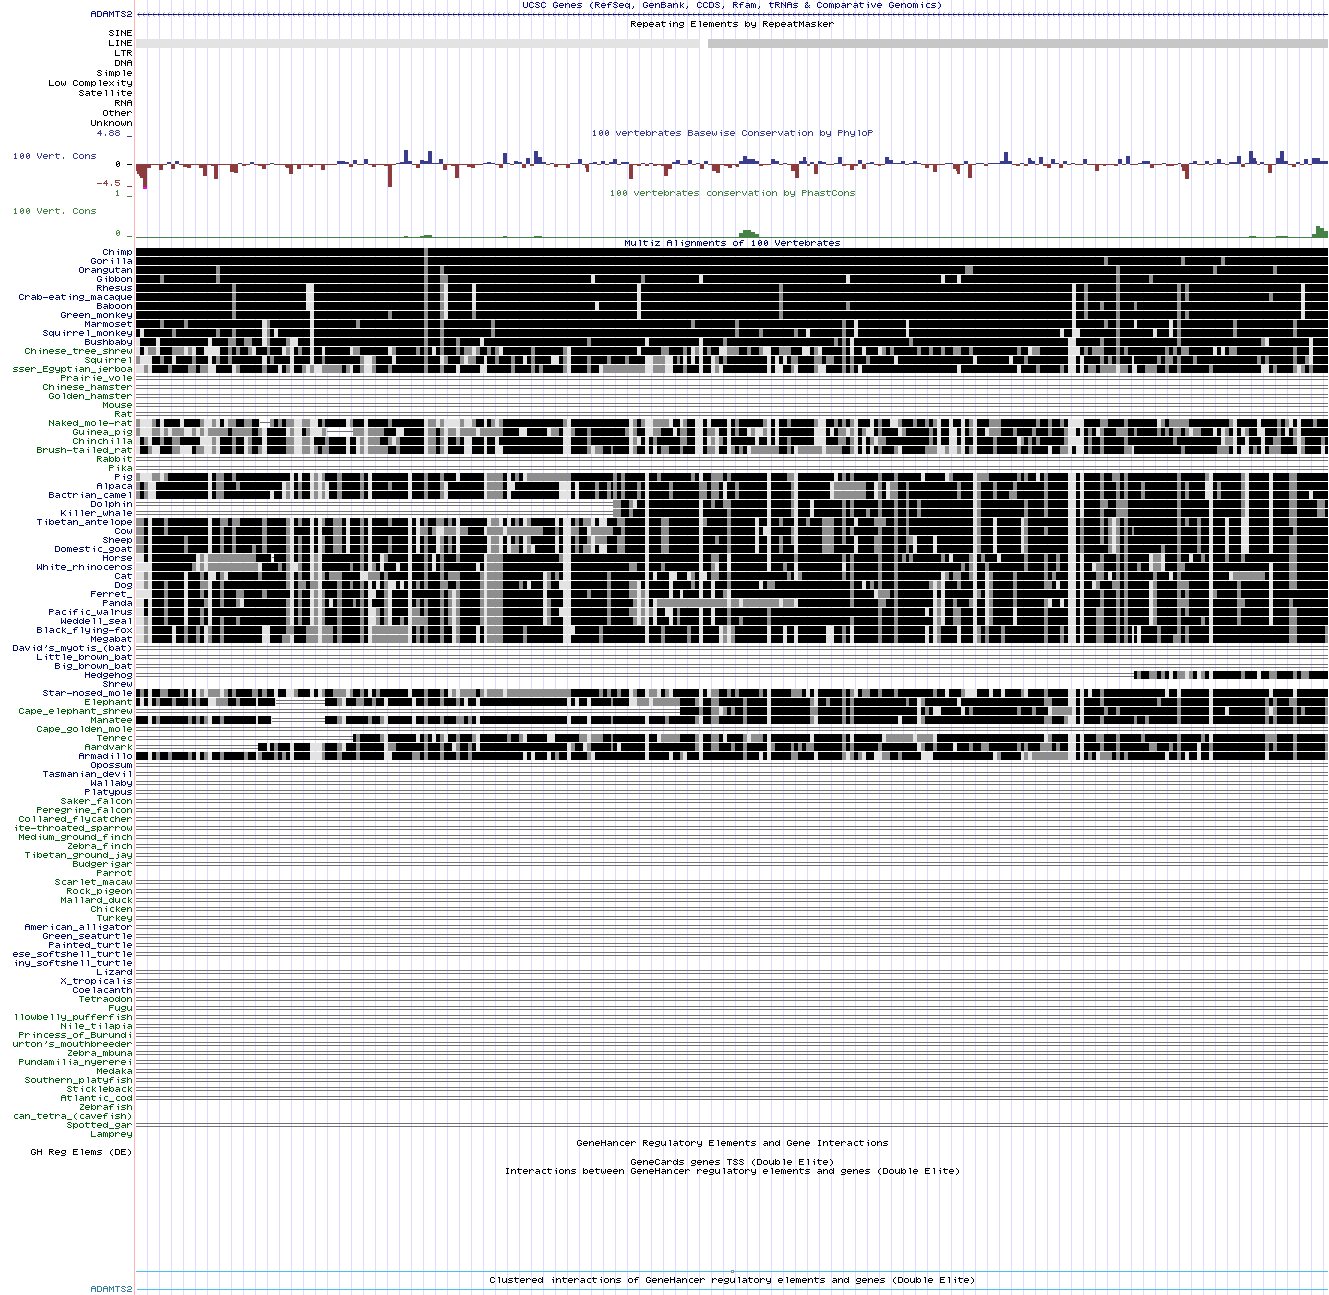 UCSC Genes (RefSeq, GenBank, CCDS, Rfam, tRNAs & Comparative Genomics)
ADAMTS2
Repeating Elements by RepeatMasker
SINE
LINE
LTR
DNA
Simple
Low Complexity
Satellite
RNA
Other
Unknown
4.88 _
100 vertebrates Basewise Conservation by PhyloP
100 Vert. Cons
0 _
-4.5 _
1 _
100 vertebrates conservation by PhastCons
100 Vert. Cons
0 _
Multiz Alignments of 100 Vertebrates
Chimp
Gorilla
Orangutan
Gibbon
Rhesus
Crab-eating_macaque
Baboon
Green_monkey
Marmoset
Squirrel_monkey
Bushbaby
Chinese_tree_shrew
Squirrel
sser_Egyptian_jerboa
Prairie_vole
Chinese_hamster
Golden_hamster
Mouse
Rat
Naked_mole-rat
Guinea_pig
Chinchilla
Brush-tailed_rat
Rabbit
Pika
Pig
Alpaca
Bactrian_camel
Dolphin
Killer_whale
Tibetan_antelope
Cow
Sheep
Domestic_goat
Horse
White_rhinoceros
Cat
Dog
Ferret_
Panda
Pacific_walrus
Weddell_seal
Black_flying-fox
Megabat
David's_myotis_(bat)
Little_brown_bat
Big_brown_bat
Hedgehog
Shrew
Star-nosed_mole
Elephant
Cape_elephant_shrew
Manatee
Cape_golden_mole
Tenrec
Aardvark
Armadillo
Opossum
Tasmanian_devil
Wallaby
Platypus
Saker_falcon
Peregrine_falcon
Collared_flycatcher
ite-throated_sparrow
Medium_ground_finch
Zebra_finch
Tibetan_ground_jay
Budgerigar
Parrot
Scarlet_macaw
Rock_pigeon
Mallard_duck
Chicken
Turkey
American_alligator
Green_seaturtle
Painted_turtle
ese_softshell_turtle
iny_softshell_turtle
Lizard
X_tropicalis
Coelacanth
Tetraodon
Fugu
llowbelly_pufferfish
Nile_tilapia
Princess_of_Burundi
urton's_mouthbreeder
Zebra_mbuna
Pundamilia_nyererei
Medaka
Southern_platyfish
Stickleback
Atlantic_cod
Zebrafish
can_tetra_(cavefish)
Spotted_gar
Lamprey
GeneHancer Regulatory Elements and Gene Interactions
GH Reg Elems (DE)
GeneCards genes TSS (Double Elite)
Interactions between GeneHancer regulatory elements and genes (Double Elite)
Clustered interactions of GeneHancer regulatory elements and genes (Double Elite)
ADAMTS2